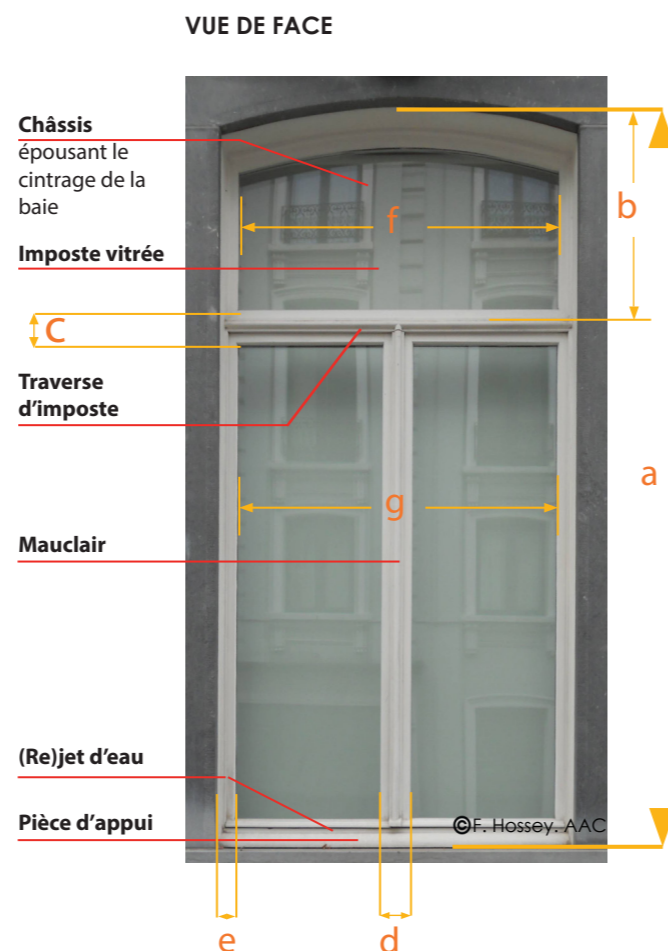 VUE DE FACE
Châssis
épousant le
cintrage de la
baie
b
f
Imposte vitrée
c
Traverse
d'imposte
a
g
Mauclair
(Re)jet d'eau
Pièce d'appui
©F. Hossey. AAC
e
d